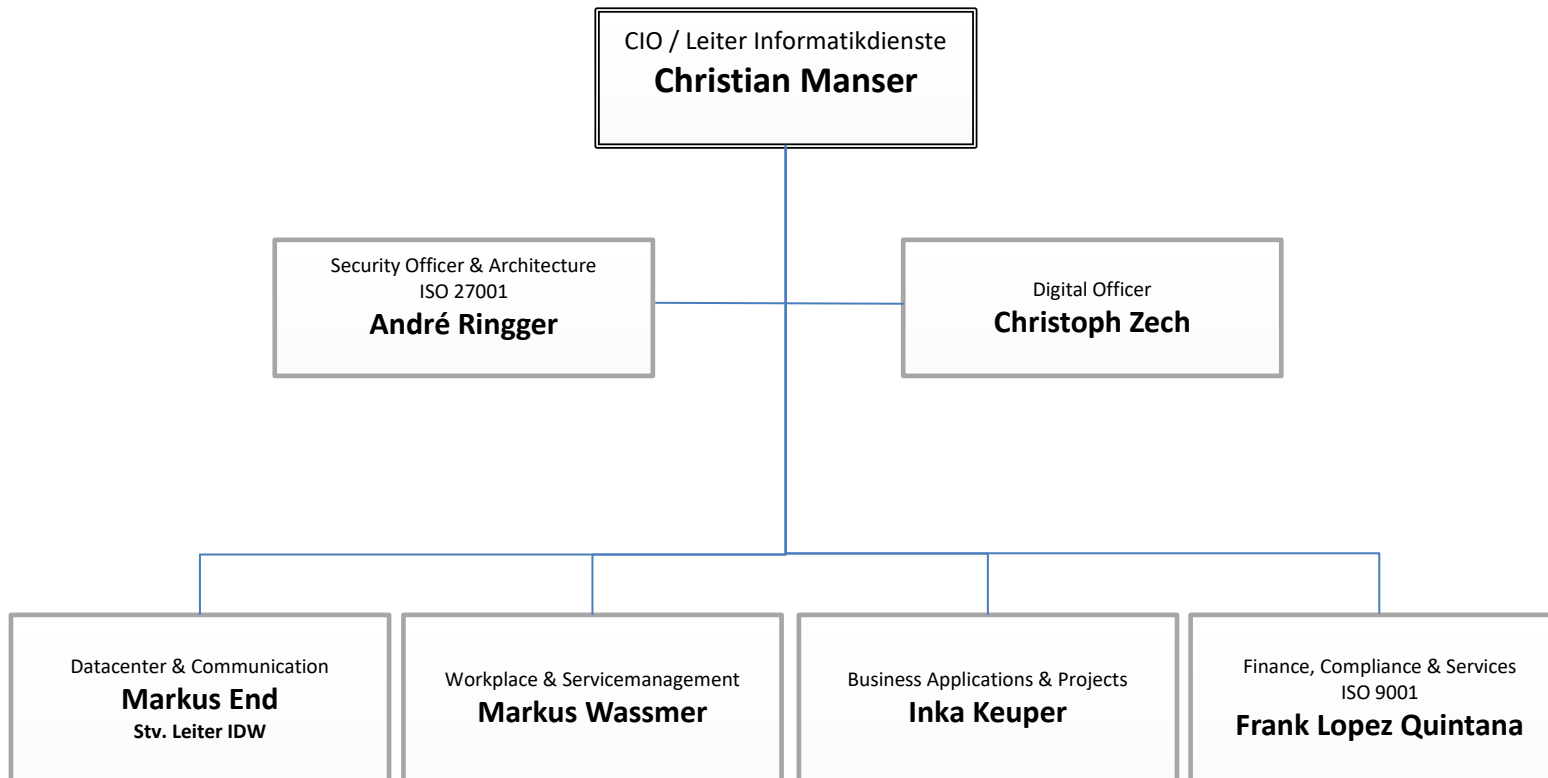 CIO / Leiter Informatikdienste
Christian Manser
Security Officer & Architecture
ISO 27001
André Ringger
Digital Officer
Christoph Zech
Datacenter & Communication
Markus End
Stv. Leiter IDW
Workplace & Servicemanagement
Markus Wassmer
Business Applications & Projects
Inka Keuper
Finance, Compliance & Services
ISO 9001
Frank Lopez Quintana